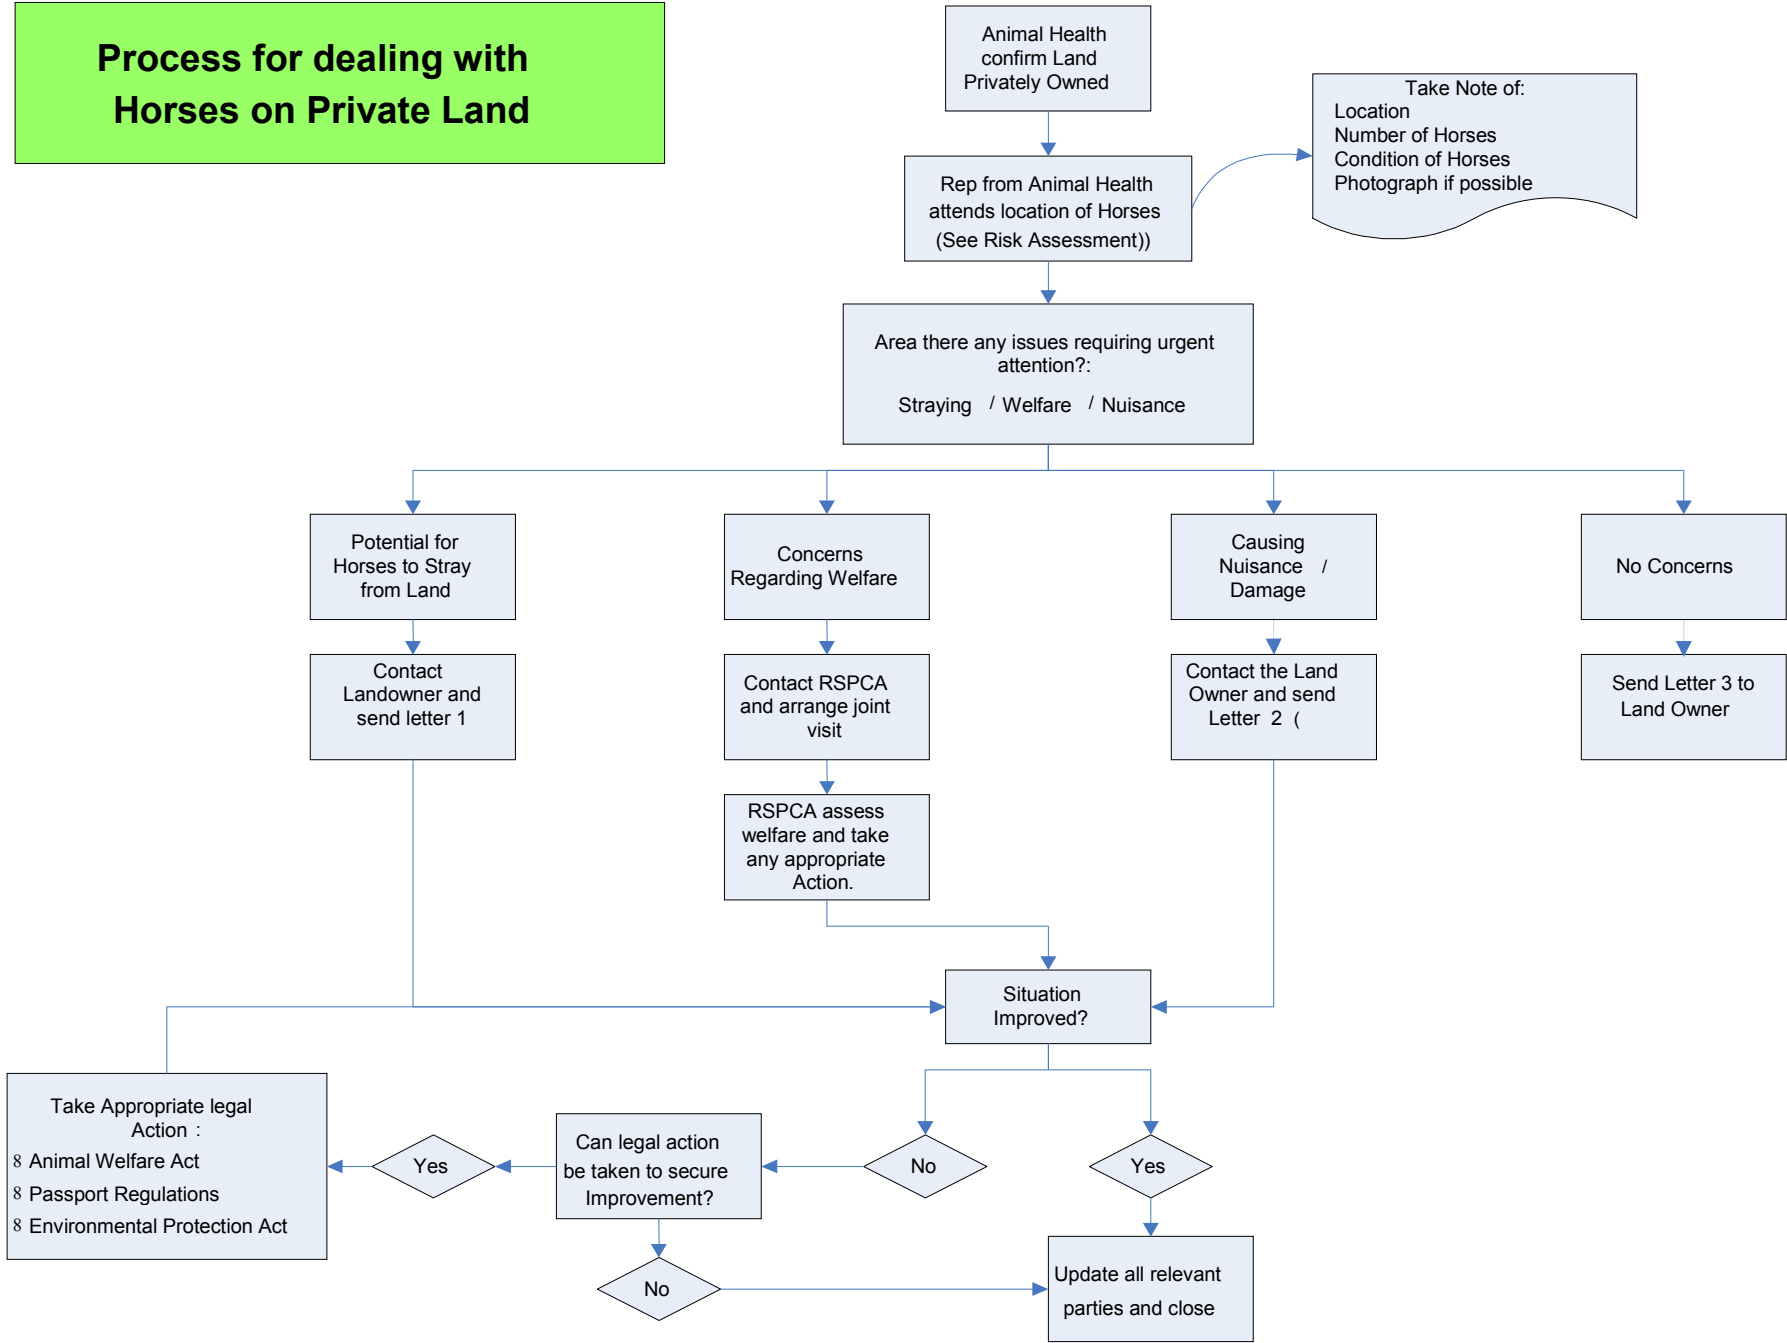 Process for dealing with
Horses on Private Land
Animal Health
confirm Land
Privately Owned
Take Note of:
Location
Number of Horses
Condition of Horses
Photograph if possible
Rep from Animal Health
attends location of Horses
(See Risk Assessment))
Area there any issues requiring urgent
attention?:
Straying / Welfare / Nuisance
Potential for
Horses to Stray
from Land
Concerns
Regarding Welfare
Causing
Nuisance /
Damage
No Concerns
Contact
Landowner and
send letter 1
Contact RSPCA
and arrange joint
visit
Contact the Land
Owner and send
Letter 2 (
Send Letter 3 to
Land Owner
RSPCA assess
welfare and take
any appropriate
Action.
Situation
Improved?
Take Appropriate legal
Action :
8 Animal Welfare Act
8 Passport Regulations
8 Environmental Protection Act
Yes
Can legal action
be taken to secure
Improvement?
No
Yes
No
Update all relevant
parties and close